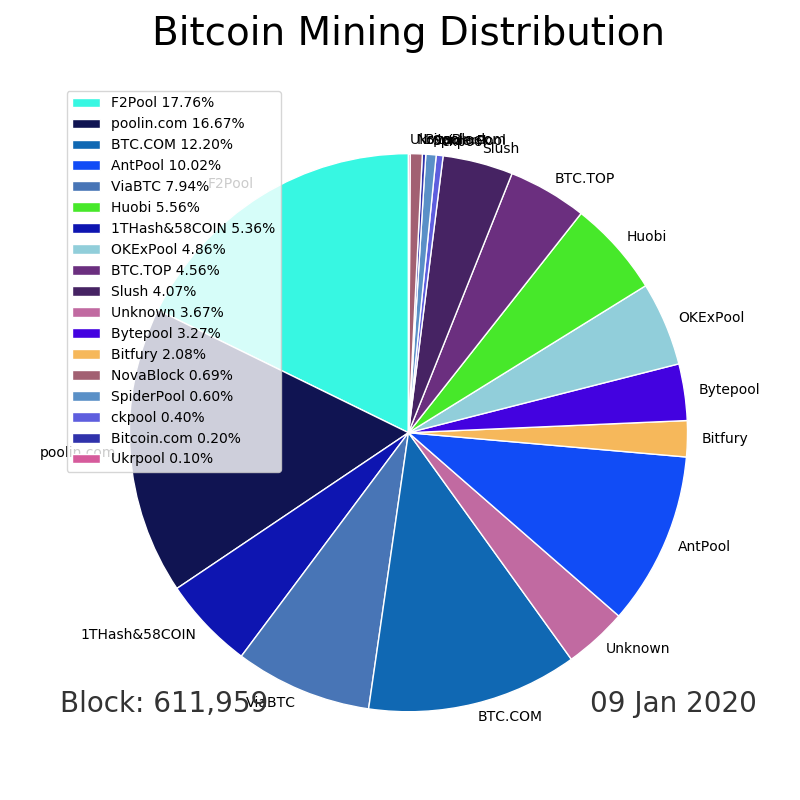 Bitcoin Mining Distribution
F2Pool 17.76%
poolin.com 16.67%
BTC.COM 12.20%
AntPool 10.02%
ViaBTC 7.94%
Huobi 5.56%
1THash&58COIN 5.36%
OKExPool 4.86%
BTC.TOP 4.56%
Slush 4.07%
Unknown 3.67%
Bytepool 3.27%
Bitfury 2.08%
NovaBlock 0.69%
SpiderPool 0.60%
ckpool 0.40%
Bitcoin.com 0.20%
Ukrpool 0.10%
Slush
BTC.TOP
F2Pool
Huobi
OKExPool
Bytepool
Bitfury
poolin.com
AntPool
1THash&58COIN
Unknown
ViaBTC
BTC.COM
Block: 611,959
09 Jan 2020